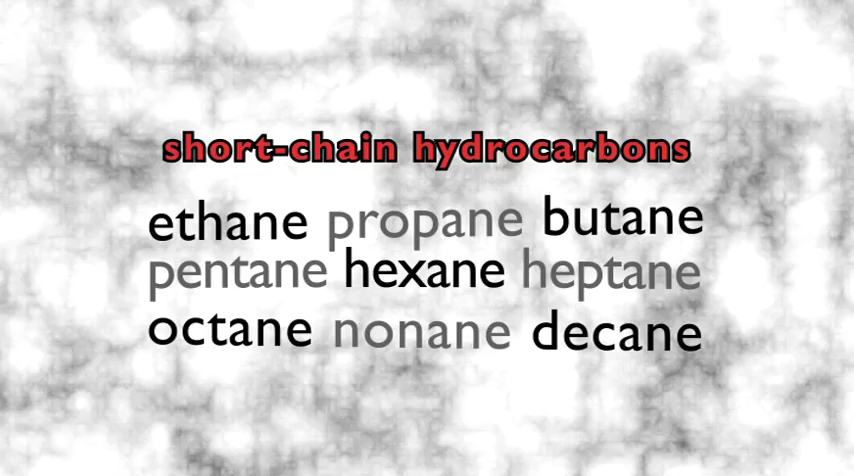 short-chain hydrocarbons
ethane propane butane
pentane hexane heptane
octane nonane decane